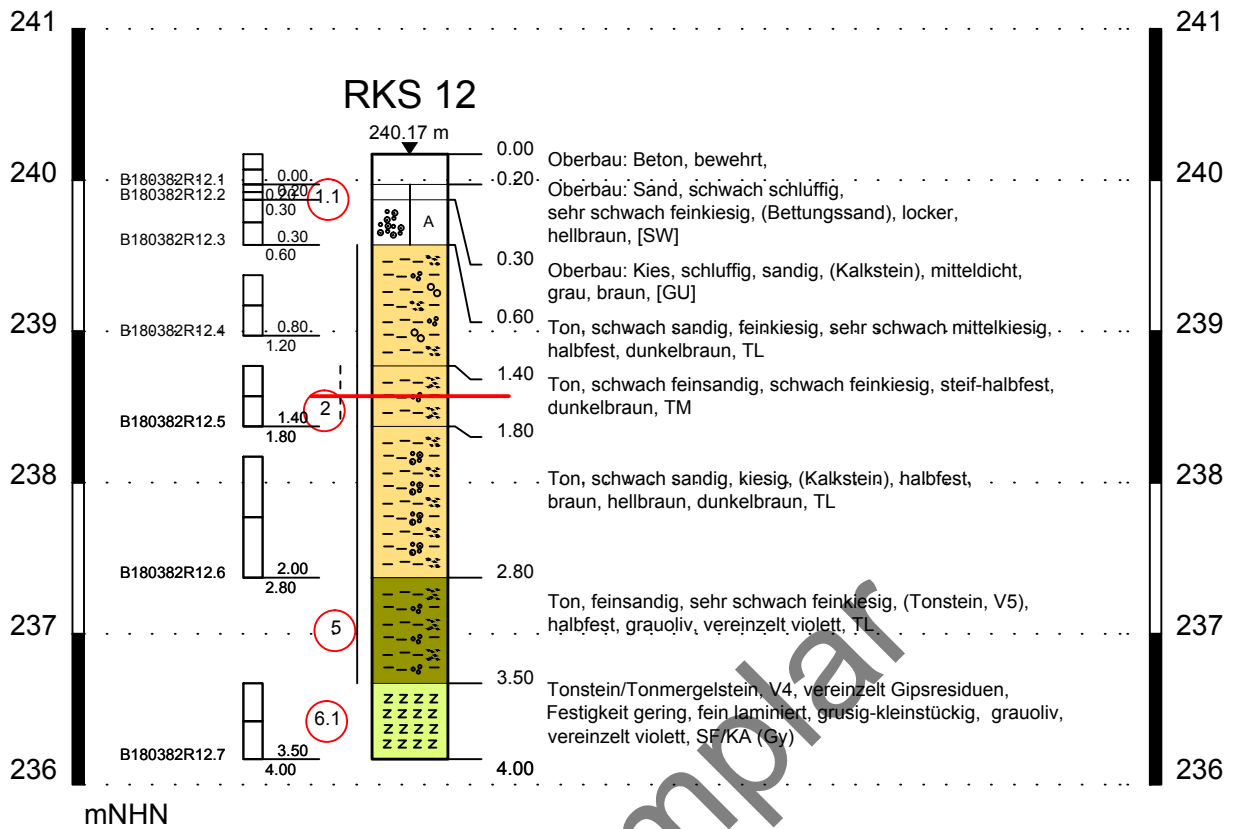 241 241
RKS 12
240.17 m
0.00 Oberbau: Beton, bewehrt,
240 B180382R12.1 0.00 0.20 0.20 240
B180382R12.2 0.20 0.30 1.1 Oberbau: Sand, schwach schluffig,
sehr schwach feinkiesig, (Bettungssand), locker,
hellbraun, [SW]
A
B180382R12.3 0.30 0.60
0.30 Oberbau: Kies, schluffig, sandig, (Kalkstein), mitteldicht,
grau, braun, [GU]
239 B180382R12.4 0.80 1.20 239
0.60 Ton, schwach sandig, feinkiesig, sehr schwach mittelkiesig,
halbfest, dunkelbraun, TL
1.40 Ton, schwach feinsandig, schwach feinkiesig, steif-halbfest,
dunkelbraun, TM
2
B180382R12.5 1.40 1.80
1.80
238 Ton, schwach sandig, kiesig, (Kalkstein), halbfest, 238
braun, hellbraun, dunkelbraun, TL
B180382R12.6 2.00 2.80
2.80
Ton, feinsandig, sehr schwach feinkiesig, (Tonstein, V5),
237 5 halbfest, grauoliv, vereinzelt violett, TL 237
3.50 Tonstein/Tonmergelstein, V4, vereinzelt Gipsresiduen,
6.1 Festigkeit gering, fein laminiert, grusig-kleinstückig, grauoliv,
vereinzelt violett, SF/KA (Gy)
Z Z Z Z
Z Z Z Z
Z Z Z Z
Z Z Z Z
B180382R12.7 3.50 4.00
4.00
236 236
mNHN
mplar